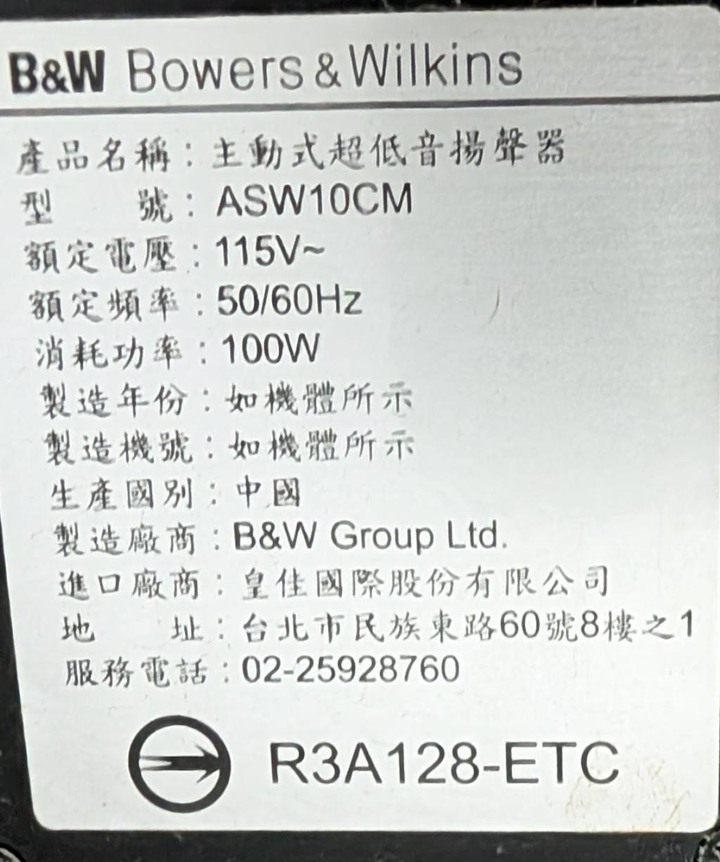 B&W Bowers & Wilkins
產品名稱：主動式超低音揚聲器
型　　號：ASW10CM
額定電壓：115V~
額定頻率：50/60Hz
消耗功率：100W
製造年份：如機體所示
製造機號：如機體所示
生產國別：中國
製造廠商：B&W Group Ltd.
進口廠商：皇佳國際股份有限公司
地　　址：台北市民族東路60號8樓之1
服務電話：02-25928760
R3A128-ETC